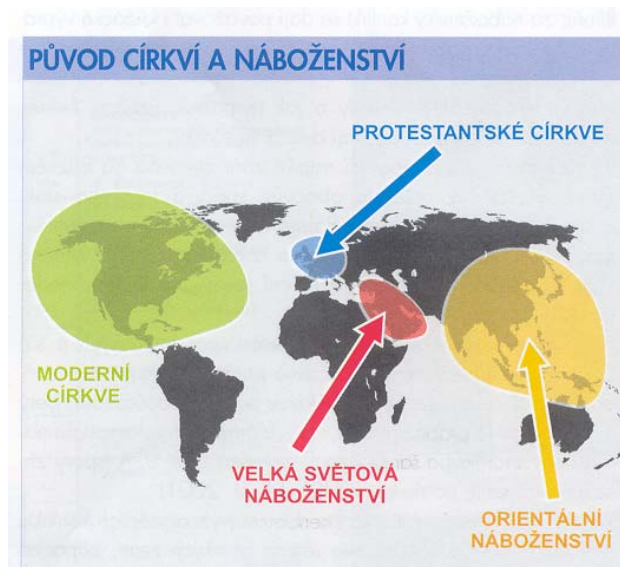 PŮVOD CÍRKVÍ A NÁBOŽENSTVÍ
PROTESTANTSKÉ CÍRKVE
MODERNÍ
CÍRKVE
VELKÁ SVĚTOVÁ
NÁBOŽENSTVÍ
ORIENTÁLNÍ
NÁBOŽENSTVÍ